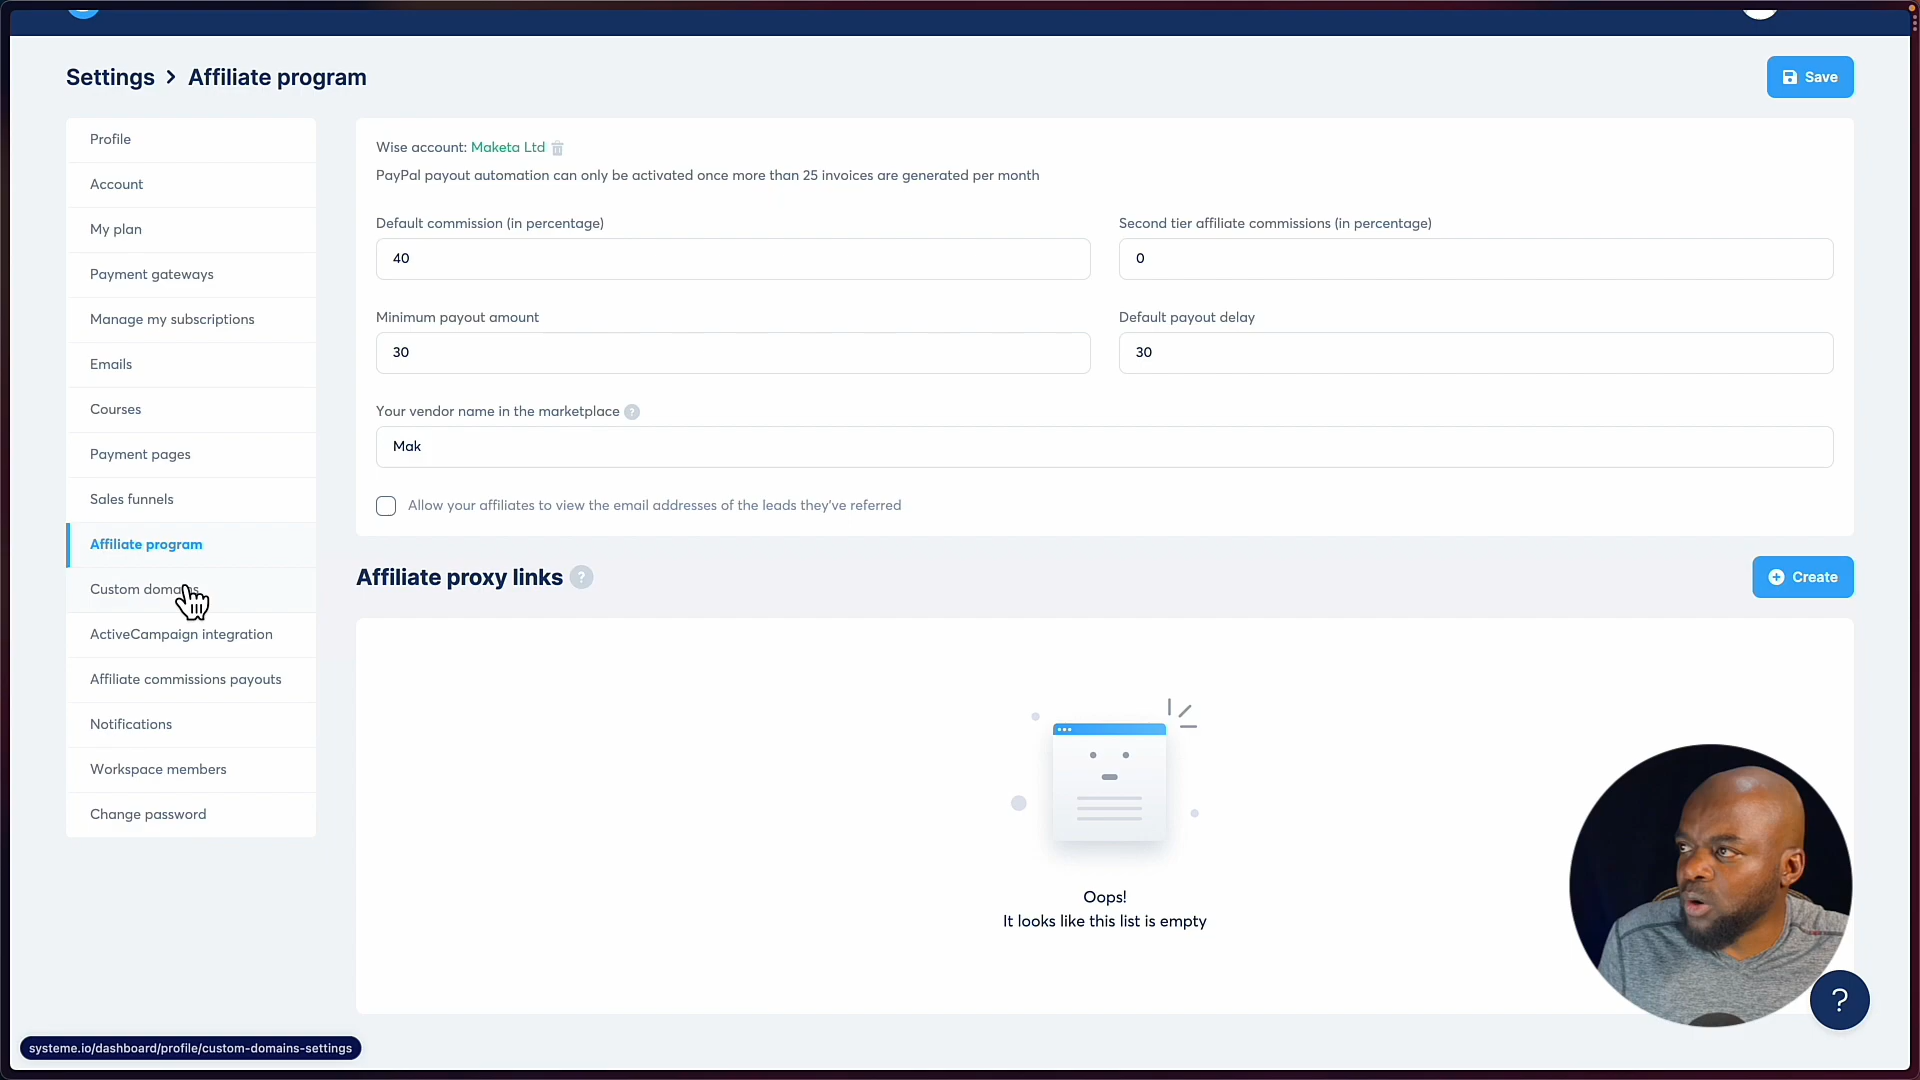 Settings > Affiliate program
Save
Profile
Account
My plan
Payment gateways
Manage my subscriptions
Emails
Courses
Payment pages
Sales funnels
Affiliate program
Custom domains
ActiveCampaign integration
Affiliate commissions payouts
Notifications
Workspace members
Change password
Wise account: Maketa Ltd
PayPal payout automation can only be activated once more than 25 invoices are generated per month
Default commission (in percentage)
40
Second tier affiliate commissions (in percentage)
0
Minimum payout amount
30
Default payout delay
30
Your vendor name in the marketplace ?
Mak
Allow your affiliates to view the email addresses of the leads they've referred
Affiliate proxy links ?
Create
Oops!
It looks like this list is empty
?
systeme.io/dashboard/profile/custom-domains-settings